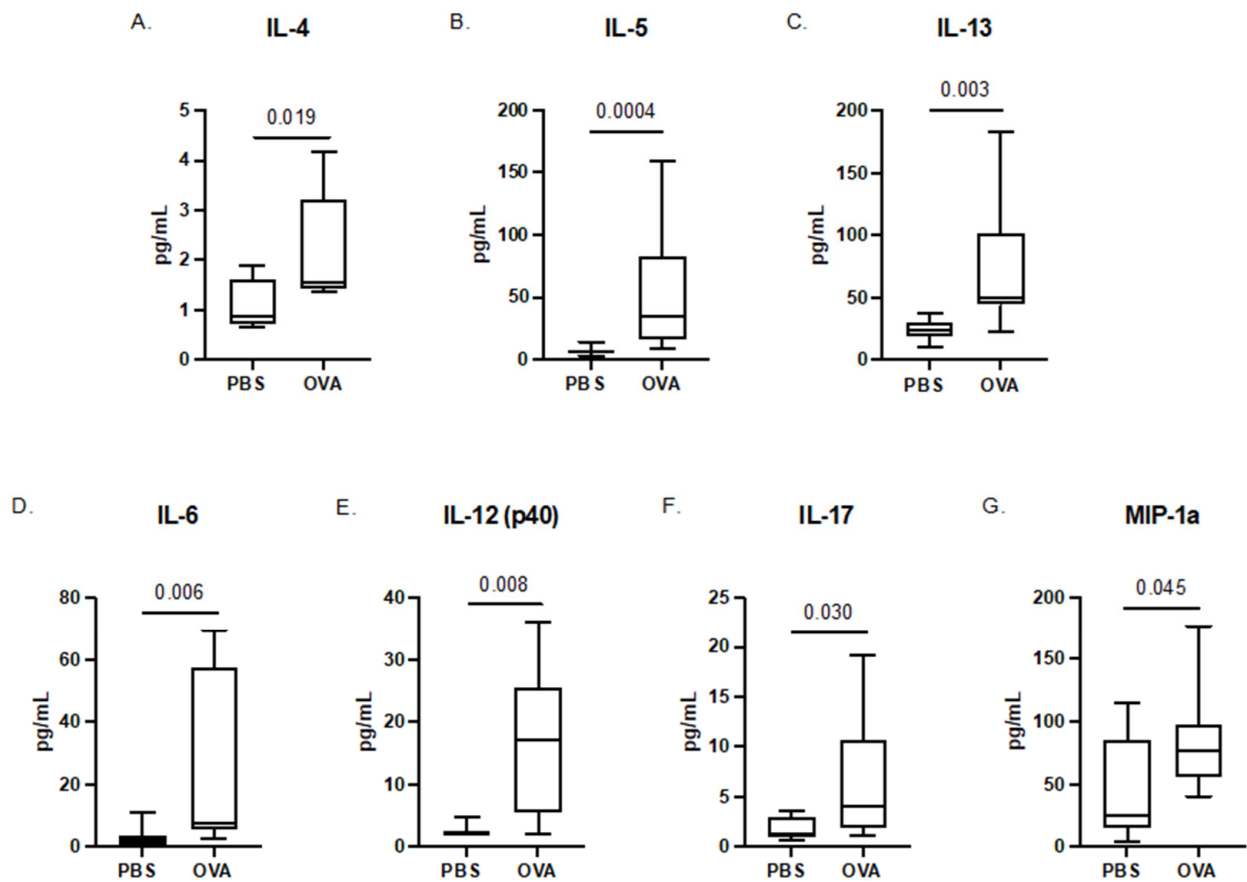 A. IL-4
B. IL-5
C. IL-13
0.019
0.0004
0.003
pg/mL
5
4
3
2
1
0
PBS OVA
pg/mL
200
150
100
50
0
PBS OVA
pg/mL
200
150
100
50
0
PBS OVA
D. IL-6
E. IL-12 (p40)
F. IL-17
G. MIP-1a
0.006
0.008
0.030
0.045
pg/mL
80
60
40
20
0
PBS OVA
pg/mL
40
30
20
10
0
PBS OVA
pg/mL
25
20
15
10
5
0
PBS OVA
pg/mL
200
150
100
50
0
PBS OVA